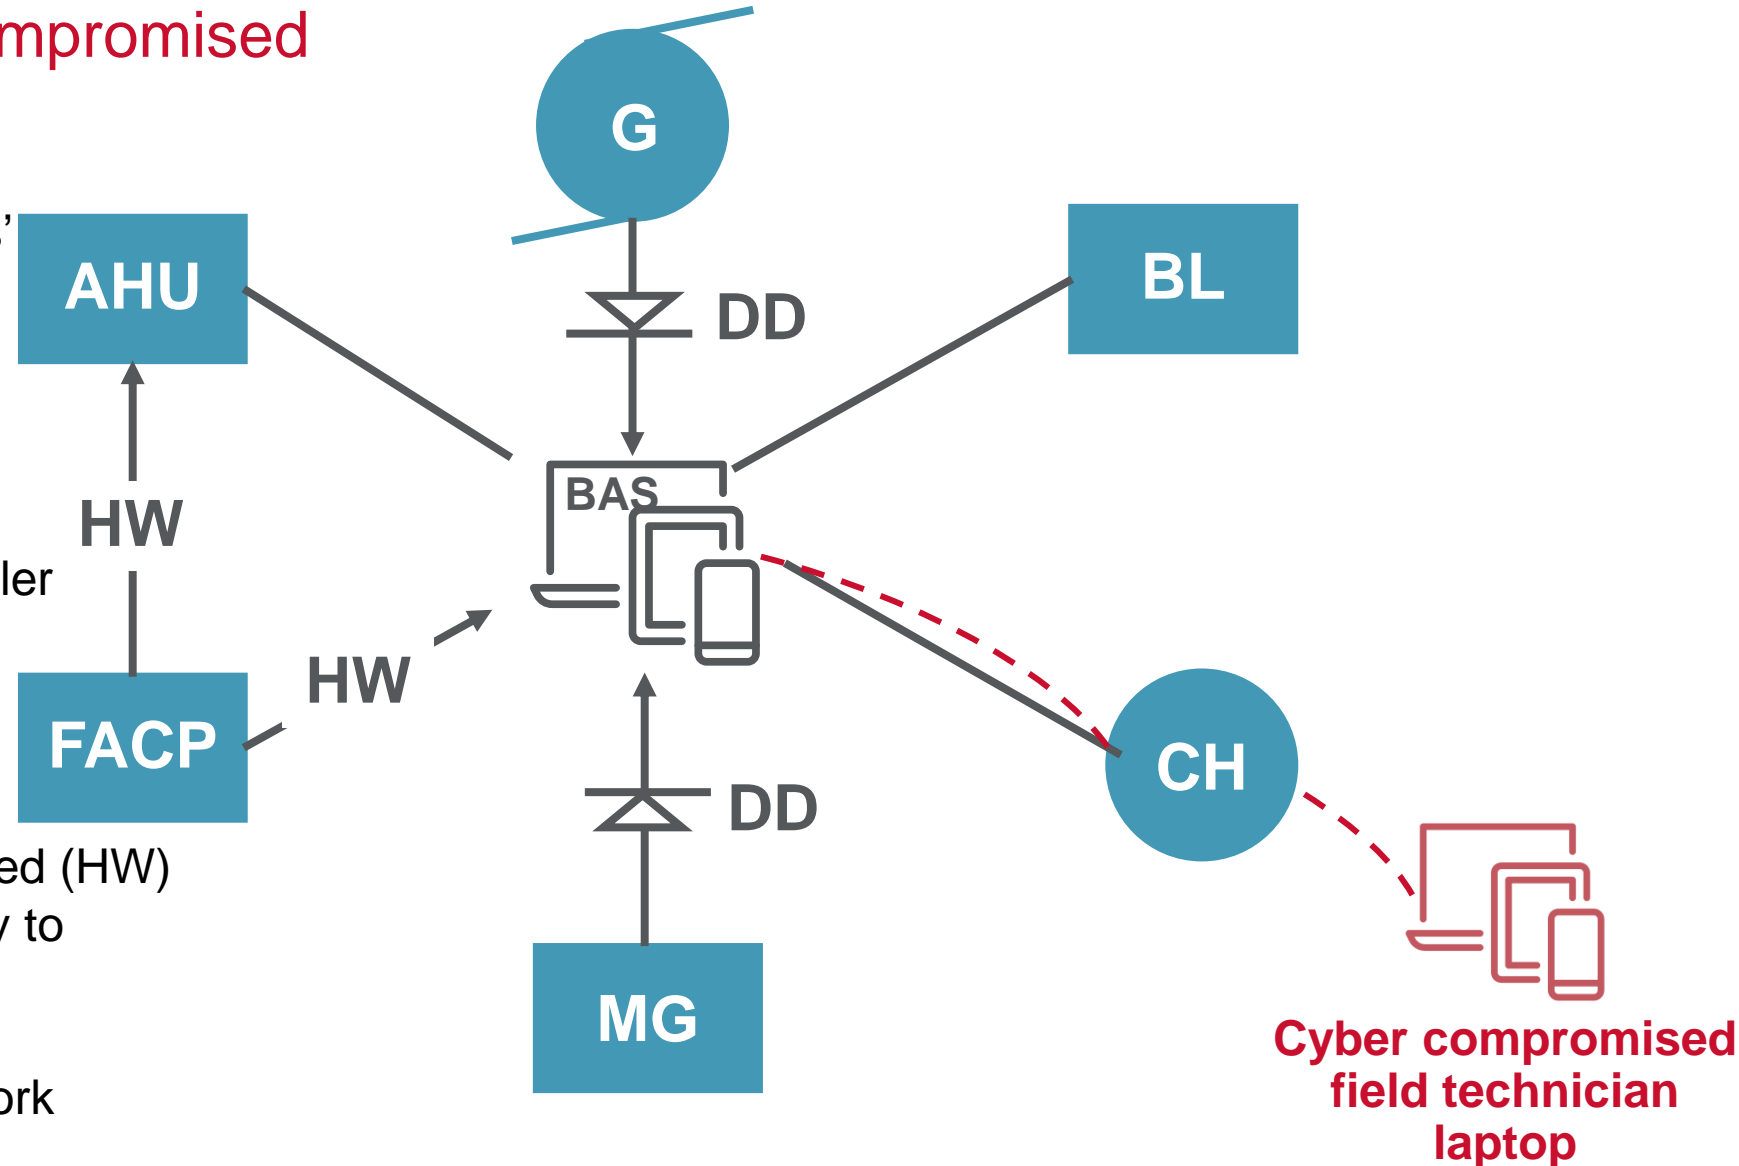 mpromised
G
AHU
BL
DD
BAS
HW
ler
HW
FACP
CH
DD
ed (HW)
y to
MG
ork
Cyber compromised
field technician
laptop